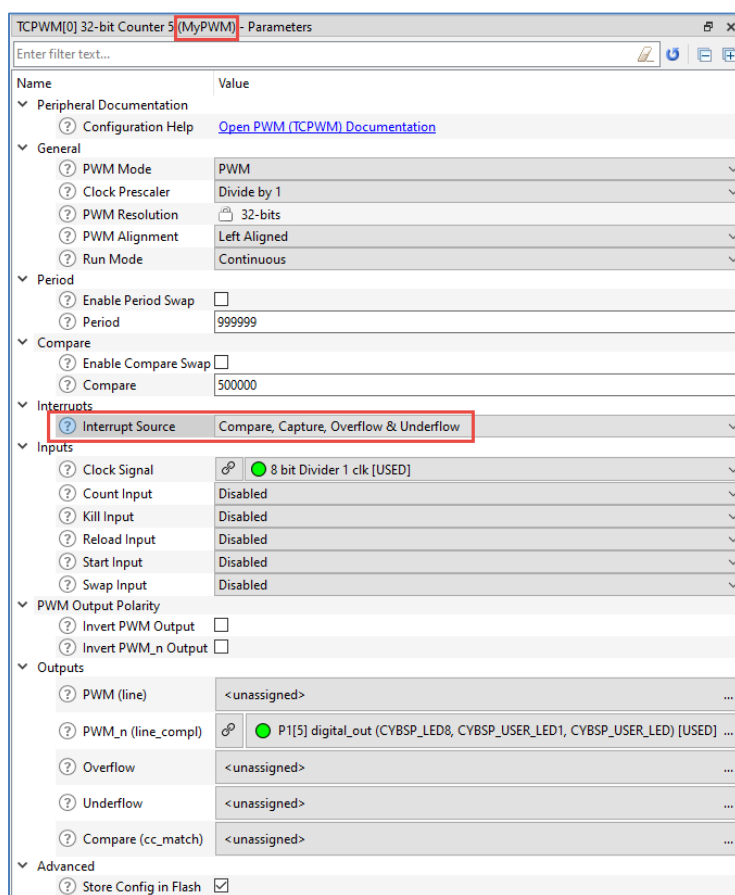 TCPWM[0] 32-bit Counter 5 (MyPWM) - Parameters
Enter filter text...
Name Value
Peripheral Documentation
Configuration Help Open PWM (TCPWM) Documentation
General
PWM Mode PWM
Clock Prescaler Divide by 1
PWM Resolution 32-bits
PWM Alignment Left Aligned
Run Mode Continuous
Period
Enable Period Swap
Period 999999
Compare
Enable Compare Swap
Compare 500000
Interrupts
Interrupt Source Compare, Capture, Overflow & Underflow
Inputs
Clock Signal 8 bit Divider 1 clk [USED]
Count Input Disabled
Kill Input Disabled
Reload Input Disabled
Start Input Disabled
Swap Input Disabled
PWM Output Polarity
Invert PWM Output
Invert PWM_n Output
Outputs
PWM (line) <unassigned> ...
PWM_n (line_compl) P1[5] digital_out (CYBSP_LED8, CYBSP_USER_LED1, CYBSP_USER_LED) [USED] ...
Overflow <unassigned> ...
Underflow <unassigned> ...
Compare (cc_match) <unassigned> ...
Advanced
Store Config in Flash